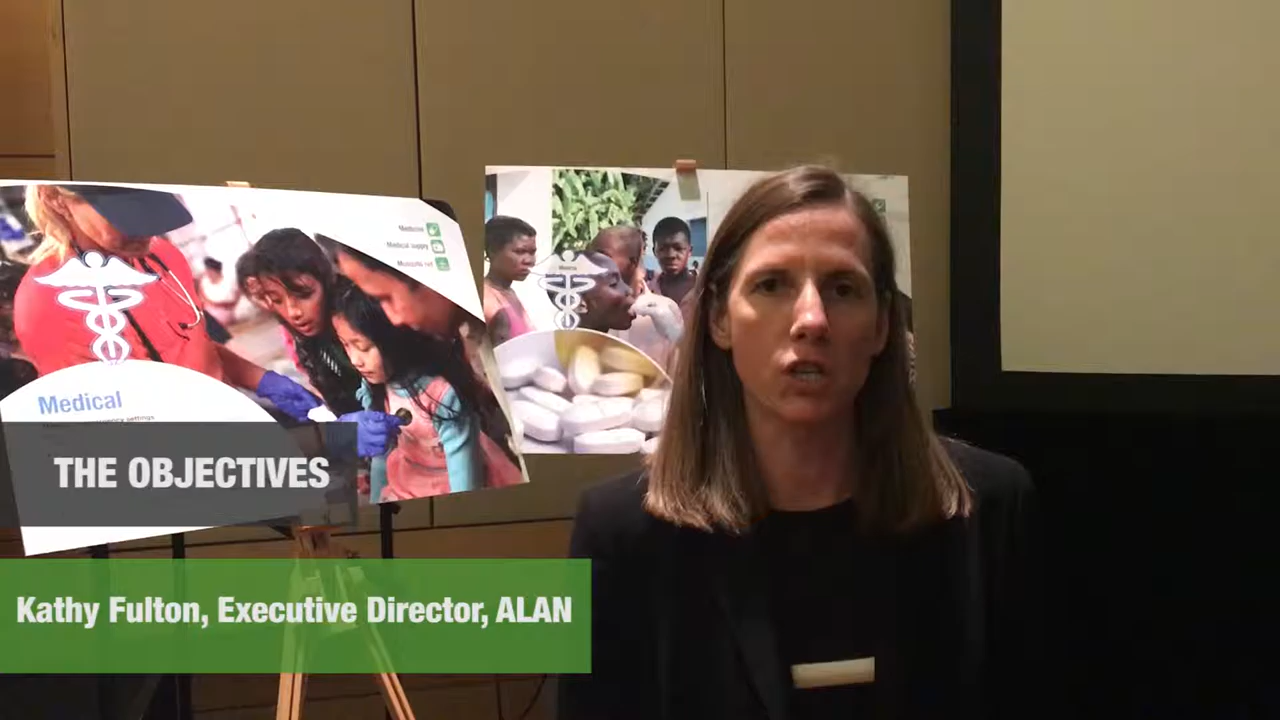 Medicine
Medical supply
Mosquito net
Medical
THE OBJECTIVES
Kathy Fulton, Executive Director, ALAN